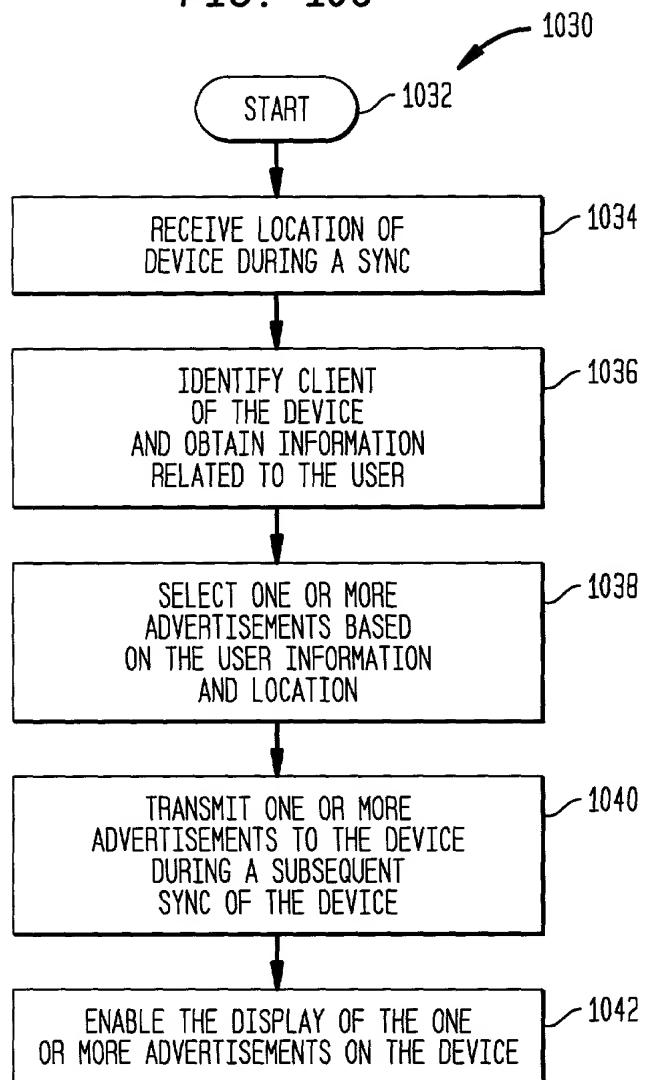 1030
START
1032
RECEIVE LOCATION OF
DEVICE DURING A SYNC
1034
IDENTIFY CLIENT
OF THE DEVICE
AND OBTAIN INFORMATION
RELATED TO THE USER
1036
SELECT ONE OR MORE
ADVERTISEMENTS BASED
ON THE USER INFORMATION
AND LOCATION
1038
TRANSMIT ONE OR MORE
ADVERTISEMENTS TO THE DEVICE
DURING A SUBSEQUENT
SYNC OF THE DEVICE
1040
ENABLE THE DISPLAY OF THE ONE
OR MORE ADVERTISEMENTS ON THE DEVICE
1042